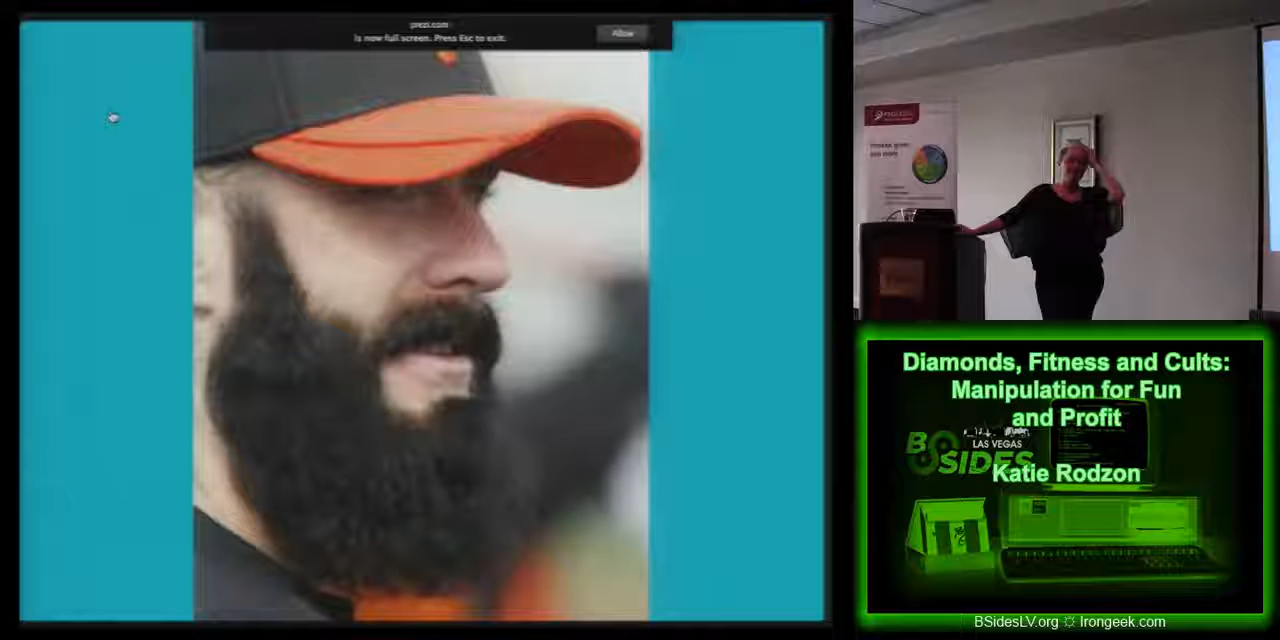 prezi.com
is now full screen. Press Esc to exit.
Allow
Diamonds, Fitness and Cults:
Manipulation for Fun
and Profit
LAS VEGAS
BSIDES
Katie Rodzon
BSidesLV.org ☼ Irongeek.com